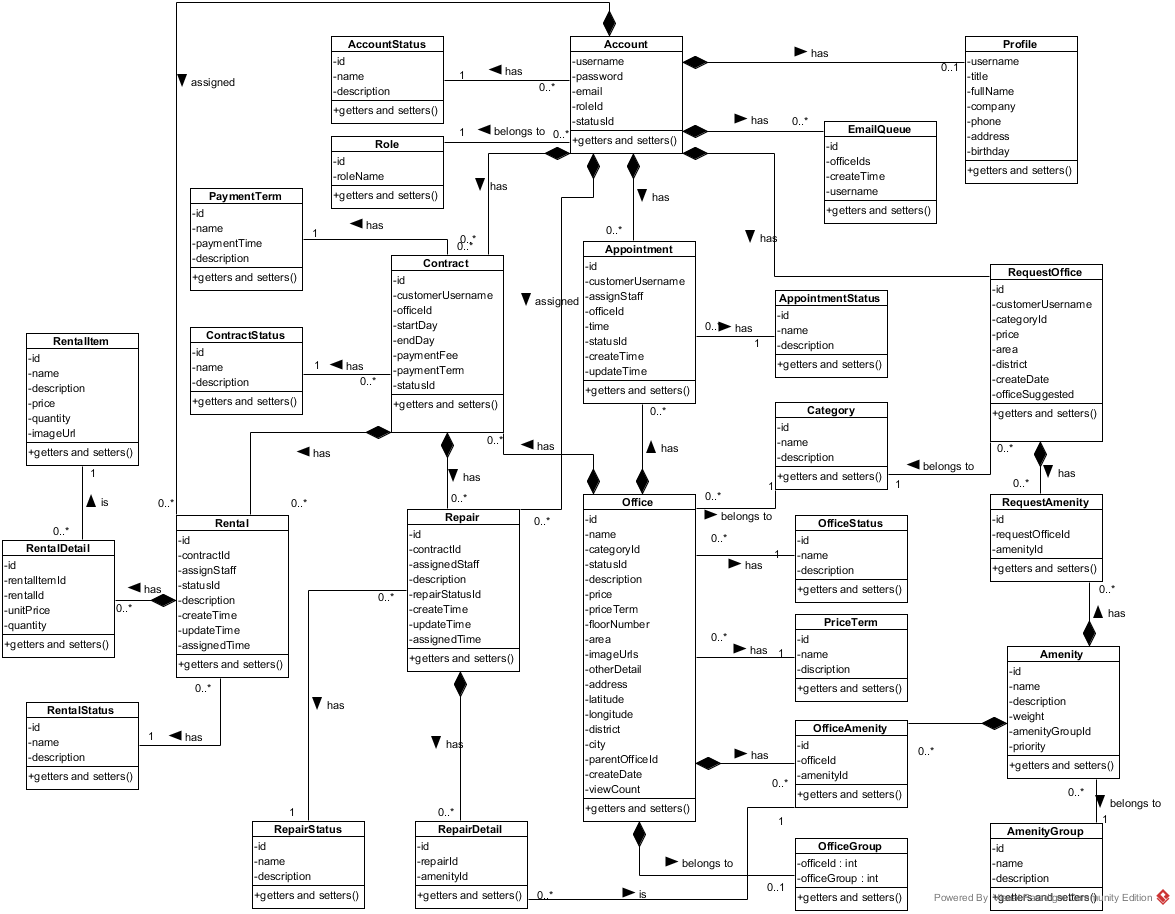 AccountStatus
-id
-name
-description
+getters and setters()
Account
-username
-password
-email
-roleId
-statusId
+getters and setters()
Profile
-username
-title
-fullName
-company
-phone
-address
-birthday
+getters and setters()
has
0..1
assigned
1
has
0..*
Role
-id
-roleName
+getters and setters()
1
belongs to
0..*
has
0..*
EmailQueue
-id
-officeIds
-createTime
-username
+getters and setters()
PaymentTerm
-id
-name
-paymentTime
-description
+getters and setters()
1
has
0..*
has
0..*
has
0..*
has
Contract
-id
-customerUsername
-officeId
-startDay
-endDay
-paymentFee
-paymentTerm
-statusId
+getters and setters()
Appointment
-id
-customerUsername
-assignStaff
-officeId
-time
-statusId
-createTime
-updateTime
+getters and setters()
RequestOffice
-id
-customerUsername
-categoryId
-price
-area
-district
-createDate
-officeSuggested
+getters and setters()
AppointmentStatus
-id
-name
-description
+getters and setters()
assigned
0..*
has
1
ContractStatus
-id
-name
-description
+getters and setters()
1
has
0..*
RentalItem
-id
-name
-description
-price
-quantity
-imageUrl
+getters and setters()
Category
-id
-name
-description
+getters and setters()
0..*
has
0..*
has
has
has
0..*
belongs to
1
0..*
has
0..*
1
is
0..*
0..*
0..*
0..*
0..*
1
belongs to
Rental
-id
-contractId
-assignStaff
-statusId
-description
-createTime
-updateTime
-assignedTime
+getters and setters()
Repair
-id
-contractId
-assignedStaff
-description
-repairStatusId
-createTime
-updateTime
-assignedTime
+getters and setters()
Office
-id
-name
-categoryId
-statusId
-description
-price
-priceTerm
-floorNumber
-area
-imageUrls
-otherDetail
-address
-latitude
-longitude
-district
-city
-parentOfficeId
-createDate
-viewCount
+getters and setters()
RequestAmenity
-id
-requestOfficeId
-amenityId
+getters and setters()
OfficeStatus
-id
-name
-description
+getters and setters()
0..*
1
has
RentalDetail
-id
-rentalItemId
-rentalId
-unitPrice
-quantity
+getters and setters()
has
0..*
0..*
0..*
has
PriceTerm
-id
-name
-discription
+getters and setters()
0..*
has
1
Amenity
-id
-name
-description
-weight
-amenityGroupId
-priority
+getters and setters()
RentalStatus
-id
-name
-description
+getters and setters()
0..*
1
has
has
has
OfficeAmenity
-id
-officeId
-amenityId
+getters and setters()
has
0..*
0..*
0..*
belongs to
1
1
0..*
1
RepairStatus
-id
-name
-description
+getters and setters()
RepairDetail
-id
-repairId
-amenityId
+getters and setters()
AmenityGroup
-id
-name
-description
+getters and setters()
OfficeGroup
-officeId : int
-officeGroup : int
+getters and setters()
belongs to
0..1
0..*
is
Powered By Visual Paradigm Community Edition